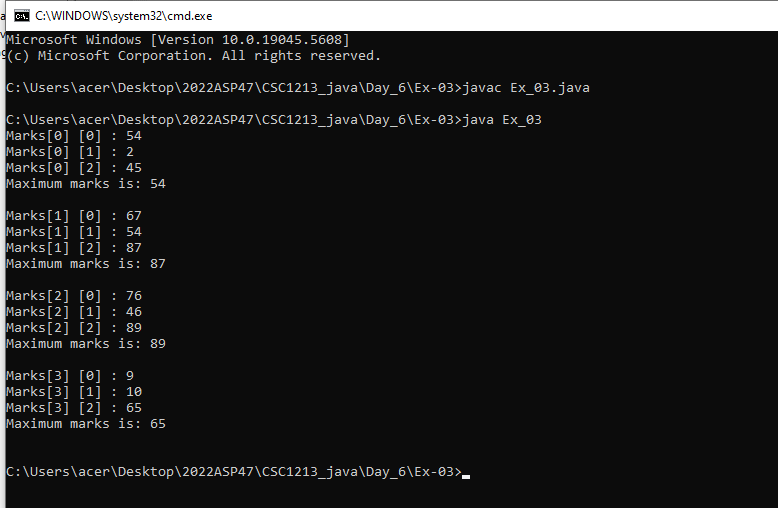 C:\WINDOWS\system32\cmd.exe
Microsoft Windows [Version 10.0.19045.5608]
(c) Microsoft Corporation. All rights reserved.
C:\Users\acer\Desktop\2022ASP47\CSC1213_java\Day_6\Ex-03>javac Ex_03.java
C:\Users\acer\Desktop\2022ASP47\CSC1213_java\Day_6\Ex-03>java Ex_03
Marks[0] [0] : 54
Marks[0] [1] : 2
Marks[0] [2] : 45
Maximum marks is: 54
Marks[1] [0] : 67
Marks[1] [1] : 54
Marks[1] [2] : 87
Maximum marks is: 87
Marks[2] [0] : 76
Marks[2] [1] : 46
Marks[2] [2] : 89
Maximum marks is: 89
Marks[3] [0] : 9
Marks[3] [1] : 10
Marks[3] [2] : 65
Maximum marks is: 65
C:\Users\acer\Desktop\2022ASP47\CSC1213_java\Day_6\Ex-03>